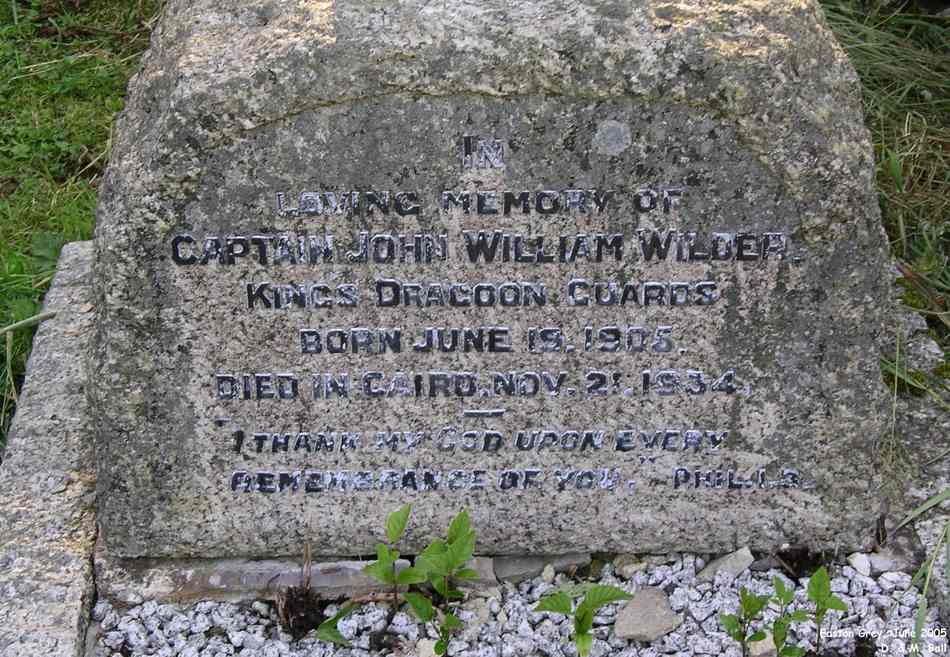 IN
LOVING MEMORY OF
CAPTAIN JOHN WILLIAM WILDER.
KINGS DRAGOON GUARDS
BORN JUNE 19. 1905.
DIED IN CAIRO, NOV. 21. 1934.
"I THANK MY GOD UPON EVERY
REMEMBRANCE OF YOU." PHIL.I.3.
Easton Grey, June 2005
D. & M. Ball